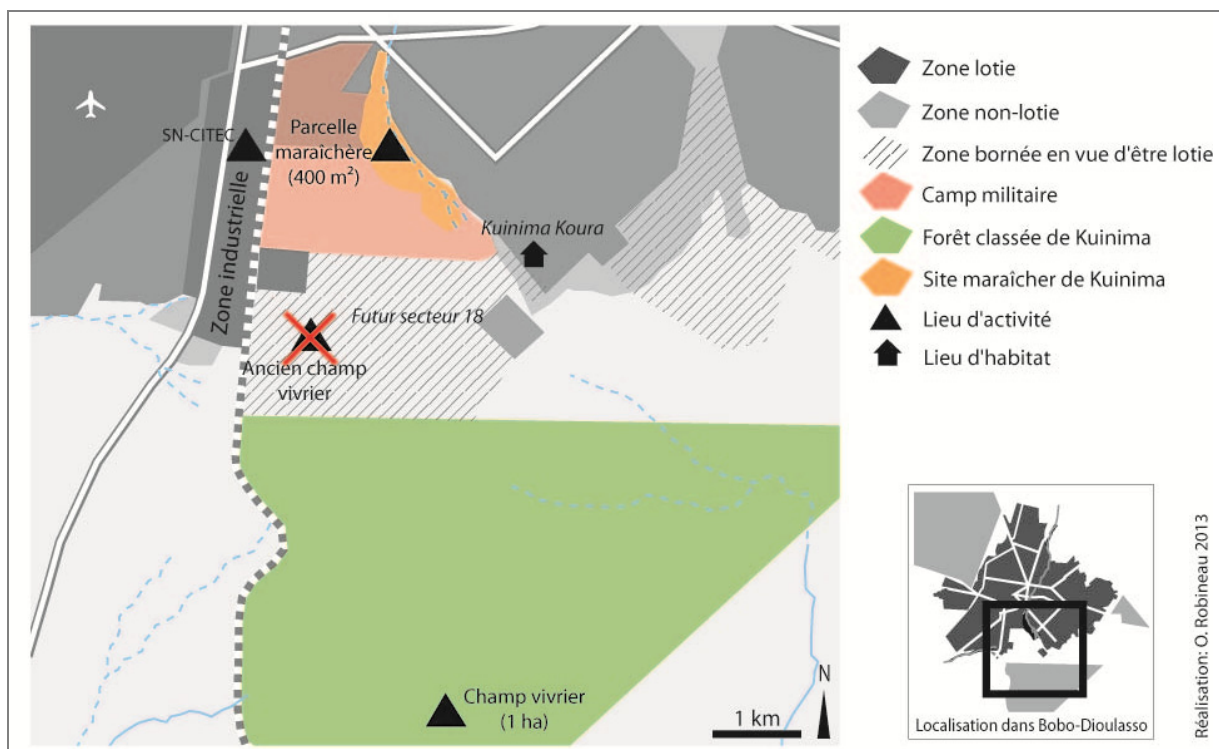 SN-CITEC
Parcelle
maraîchère
(400 m²)
Zone industrielle
Kuinima Koura
Futur secteur 18
Ancien champ
vivrier
Champ vivrier
(1 ha)
1 km
N
Zone lotie
Zone non-lotie
Zone bornée en vue d'être lotie
Camp militaire
Forêt classée de Kuinima
Site maraîcher de Kuinima
Lieu d'activité
Lieu d'habitat
Localisation dans Bobo-Dioulasso
Réalisation: O. Robineau 2013